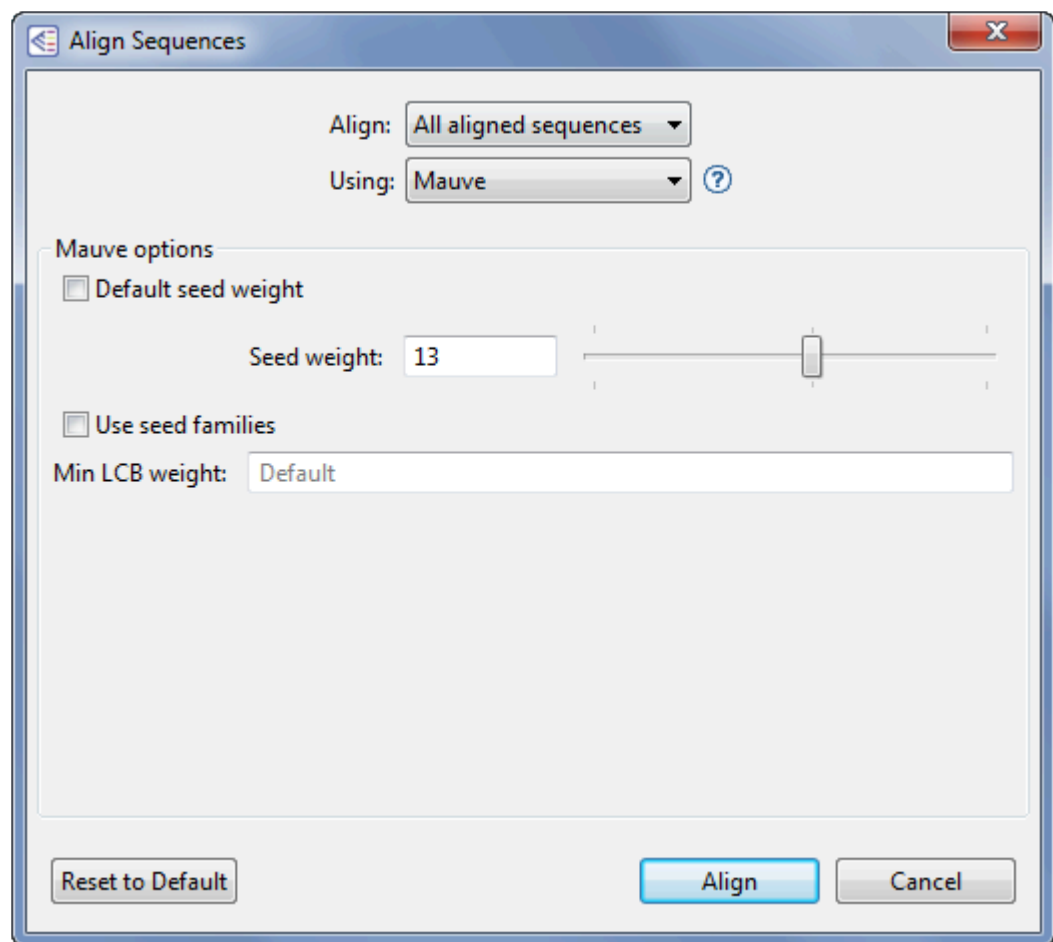 Align Sequences
Align: All aligned sequences
Using: Mauve ?
Mauve options
Default seed weight
Seed weight: 13
Use seed families
Min LCB weight: Default
Reset to Default Align Cancel